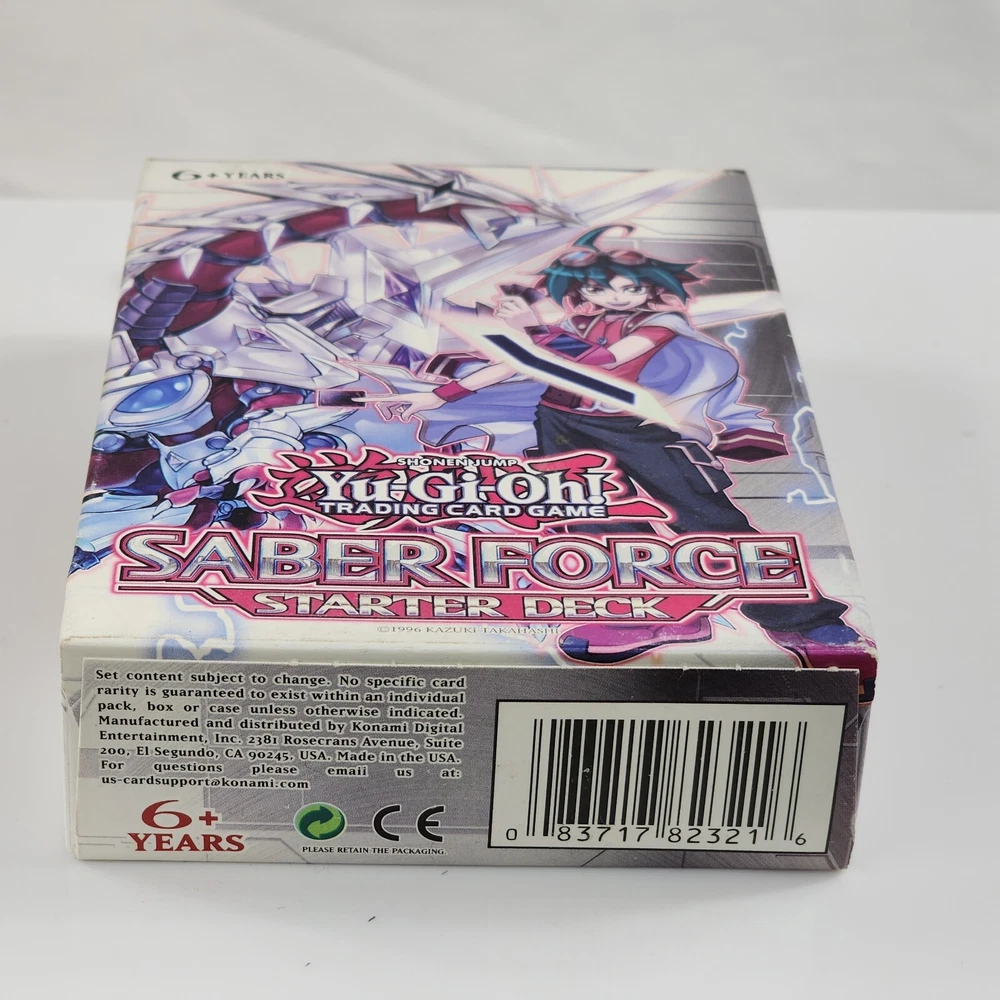 6+ YEARS
SHONEN JUMP
Yu-Gi-Oh!
TRADING CARD GAME
SABER FORCE
STARTER DECK
©1996 KAZUKI TAKAHASHI
Set content subject to change. No specific card
rarity is guaranteed to exist within an individual
pack, box or case unless otherwise indicated.
Manufactured and distributed by Konami Digital
Entertainment, Inc. 2381 Rosecrans Avenue, Suite
200, El Segundo, CA 90245, USA. Made in the USA.
For questions please email us at:
us-cardsupport@konami.com
6+
YEARS
CE
PLEASE RETAIN THE PACKAGING.
0 83717 82321 6